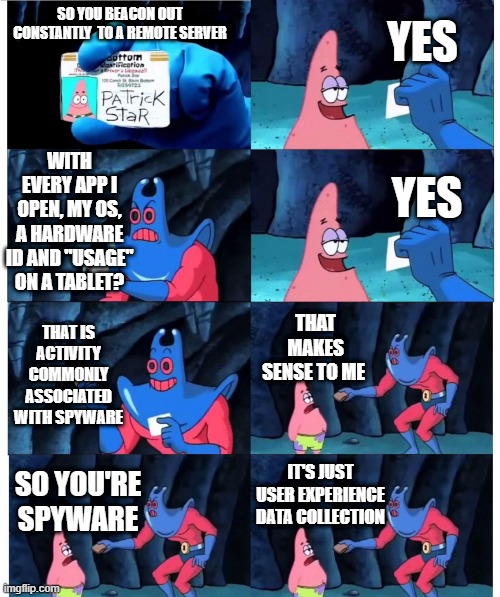 SO YOU BEACON OUT
CONSTANTLY TO A REMOTE SERVER
PATricK
STaR
YES
WITH
EVERY APP I
OPEN, MY OS,
A HARDWARE
ID AND "USAGE"
ON A TABLET?
YES
THAT IS
ACTIVITY
COMMONLY
ASSOCIATED
WITH SPYWARE
THAT
MAKES
SENSE TO ME
SO YOU'RE
SPYWARE
IT'S JUST
USER EXPERIENCE
DATA COLLECTION
imgflip.com